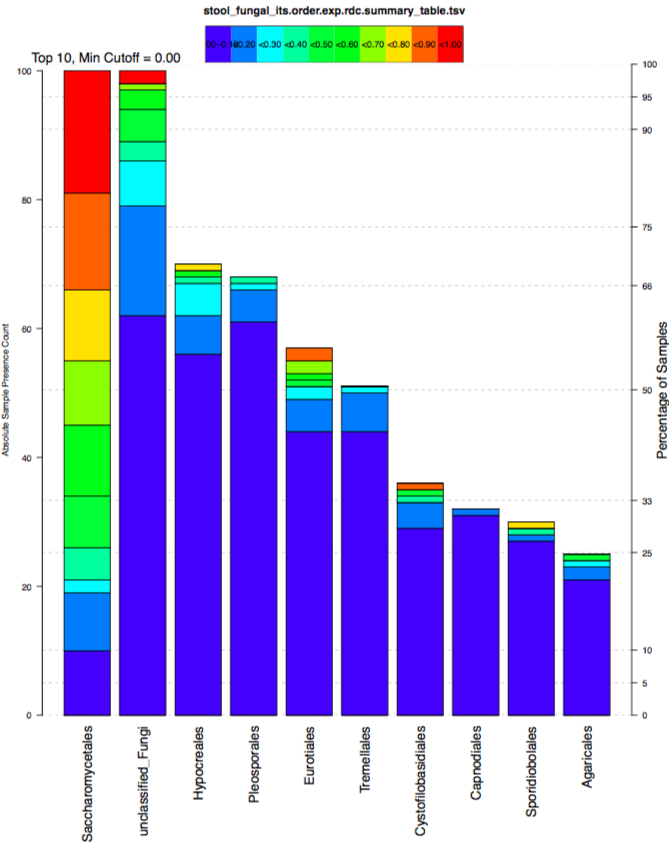 stool_fungal_its.order.exp.rdc.summary_table.tsv
<0.30 <0.40 <0.50 <0.60 <0.70 <0.80 <0.90 <1.00
Top 10, Min Cutoff = 0.00
100
80
60
40
20
0
Absolute Sample Presence Count
100
95
90
75
66
50
33
25
10
5
0
Percentage of Samples
Saccharomycetales
unclassified_Fungi
Hypocreales
Pleosporales
Eurotiales
Tremellales
Cystofilobasidiales
Capnodiales
Sporidiobolales
Agaricales